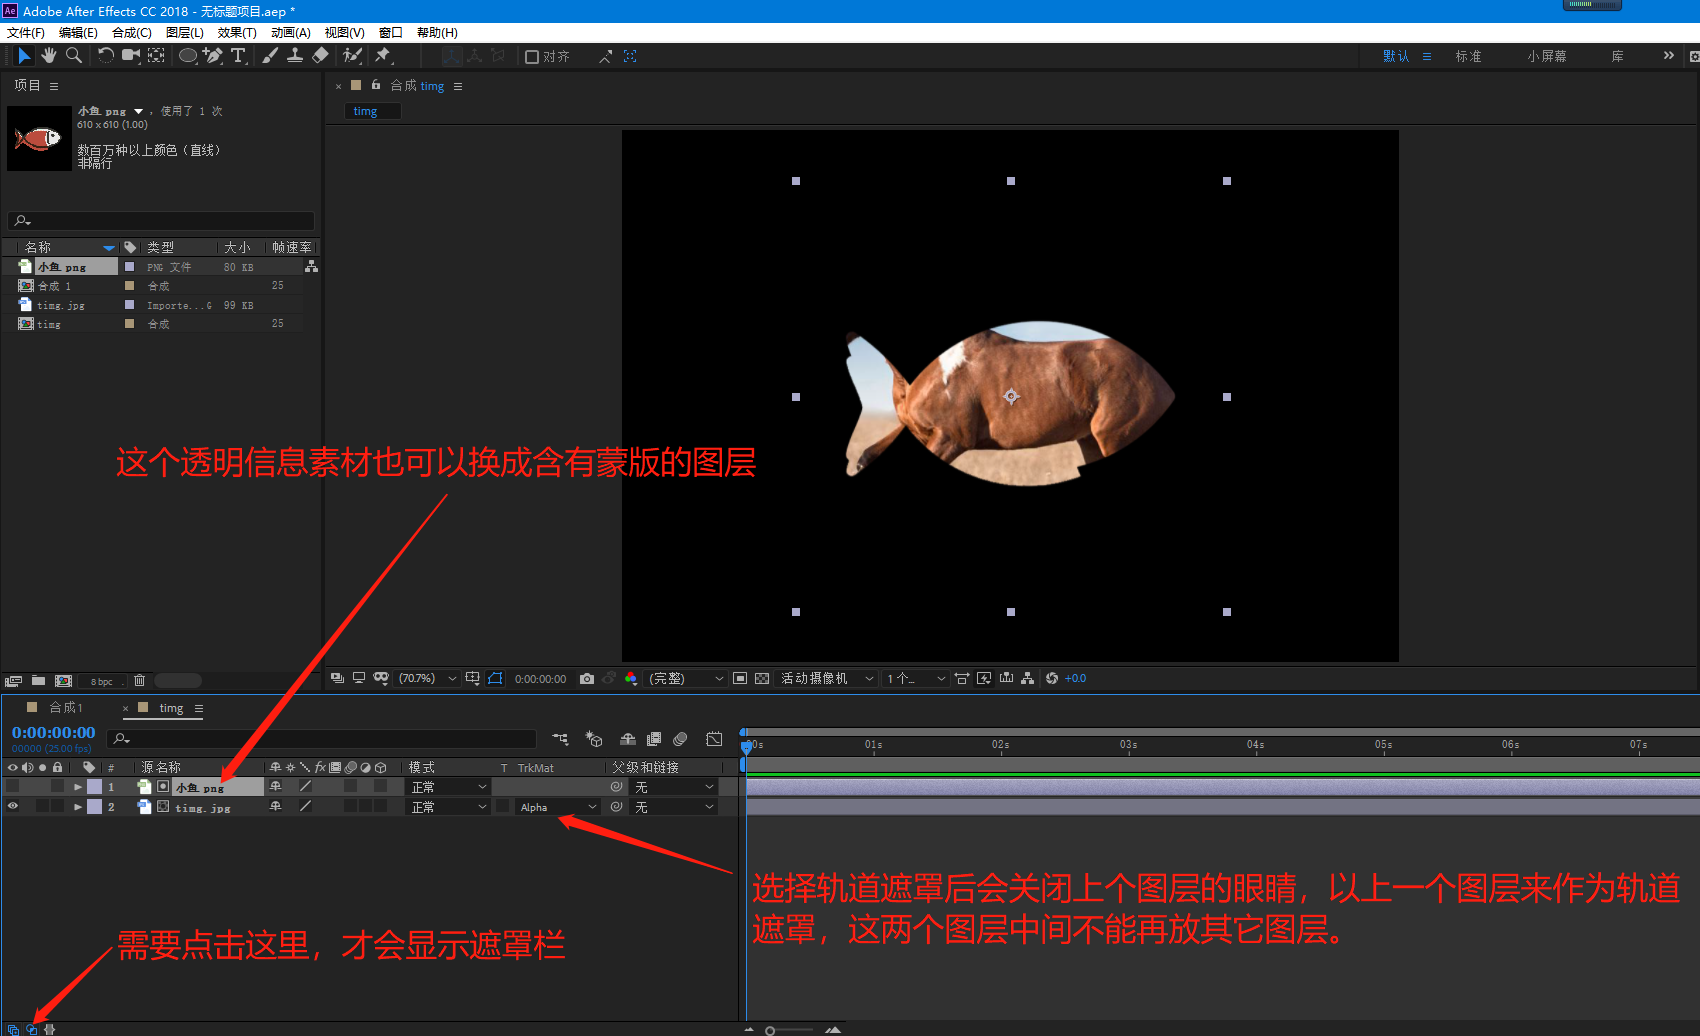 Ae Adobe After Effects CC 2018 - 无标题项目.aep *
文件(F) 编辑(E) 合成(C) 图层(L) 效果(T) 动画(A) 视图(V) 窗口 帮助(H)
T 对齐 默认 ≡ 标准 小屏幕 库 »
项目 ≡
× 合成 timg ≡
timg
小鱼.png ▼ , 使用了 1 次
610 x 610 (1.00)
数百万种以上颜色（直线）
非隔行
名称 类型 大小 帧速率
小鱼.png PNG 文件 80 KB
合成 1 合成 25
timg.jpg Importe...G 99 KB
timg 合成 25
这个透明信息素材也可以换成含有蒙版的图层
8 bpc
(70.7%) 0:00:00:00 (完整) 活动摄像机 1个... +0.0
合成1 × timg ≡
0:00:00:00
00000 (25.00 fps)
00s 01s 02s 03s 04s 05s 06s 07s
# 源名称 fx 模式 T TrkMat 父级和链接
1 小鱼.png 正常 无
2 timg.jpg 正常 Alpha 无
选择轨道遮罩后会关闭上个图层的眼睛，以上一个图层来作为轨道
遮罩，这两个图层中间不能再放其它图层。
需要点击这里，才会显示遮罩栏